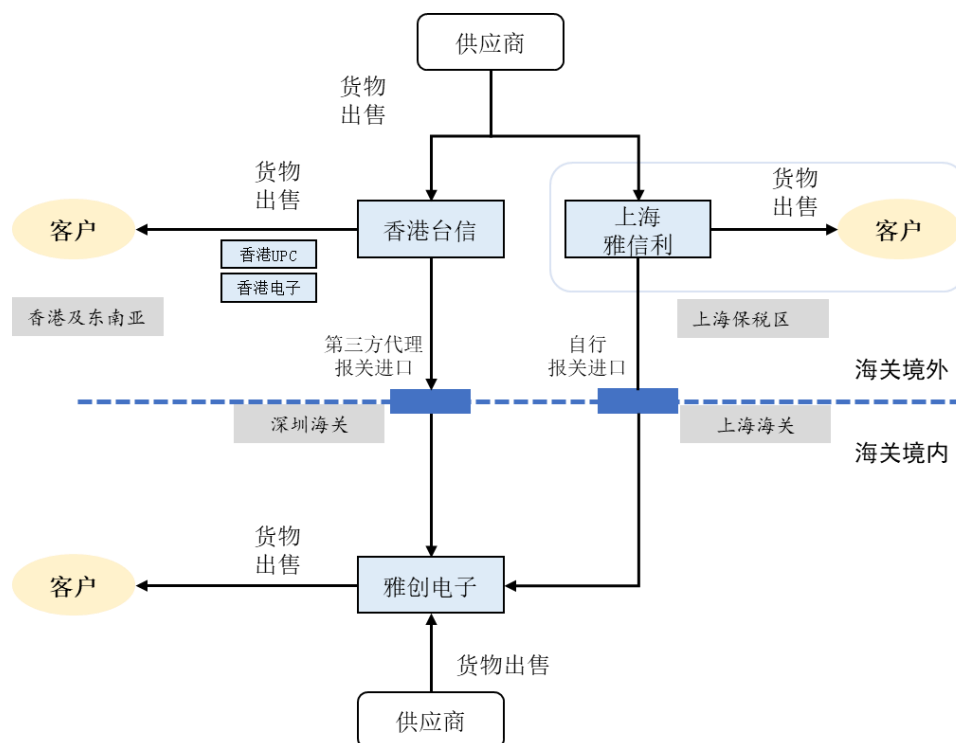 供应商
货物
出售
货物
出售
货物
出售
客户
香港台信
上海
雅信利
客户
香港UPC
香港电子
香港及东南亚
上海保税区
第三方代理
报关进口
自行
报关进口
海关境外
深圳海关
上海海关
海关境内
货物
出售
客户
雅创电子
货物出售
供应商